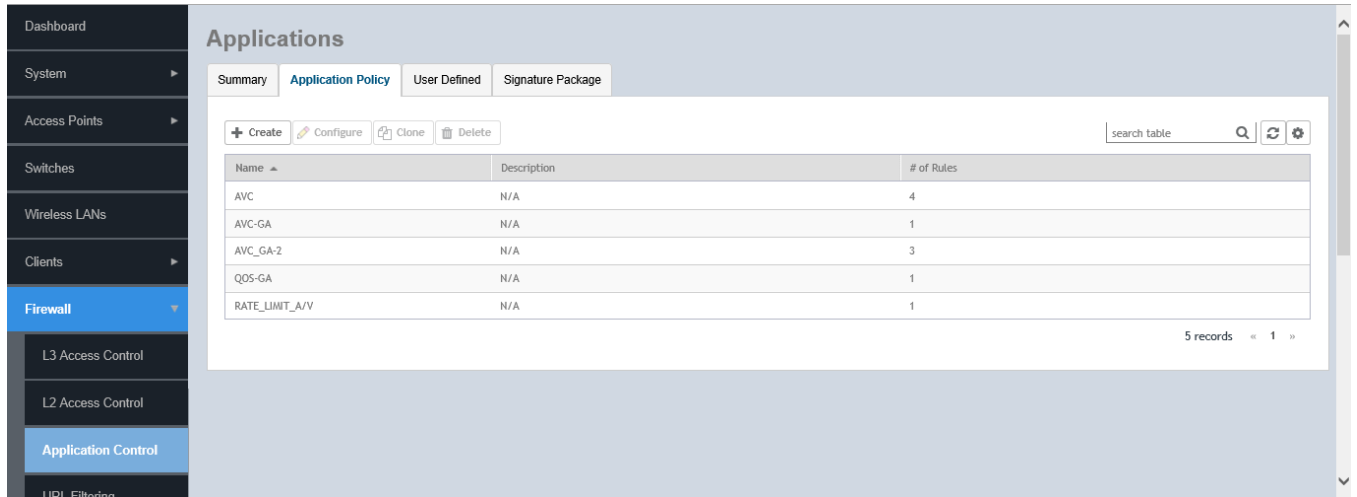 Dashboard
System
Access Points
Switches
Wireless LANs
Clients
Firewall
L3 Access Control
L2 Access Control
Application Control
URL Filtering
Applications
Summary Application Policy User Defined Signature Package
Create Configure Clone Delete search table
Name Description # of Rules
AVC N/A 4
AVC-GA N/A 1
AVC_GA-2 N/A 3
QOS-GA N/A 1
RATE_LIMIT_A/V N/A 1
5 records « 1 »